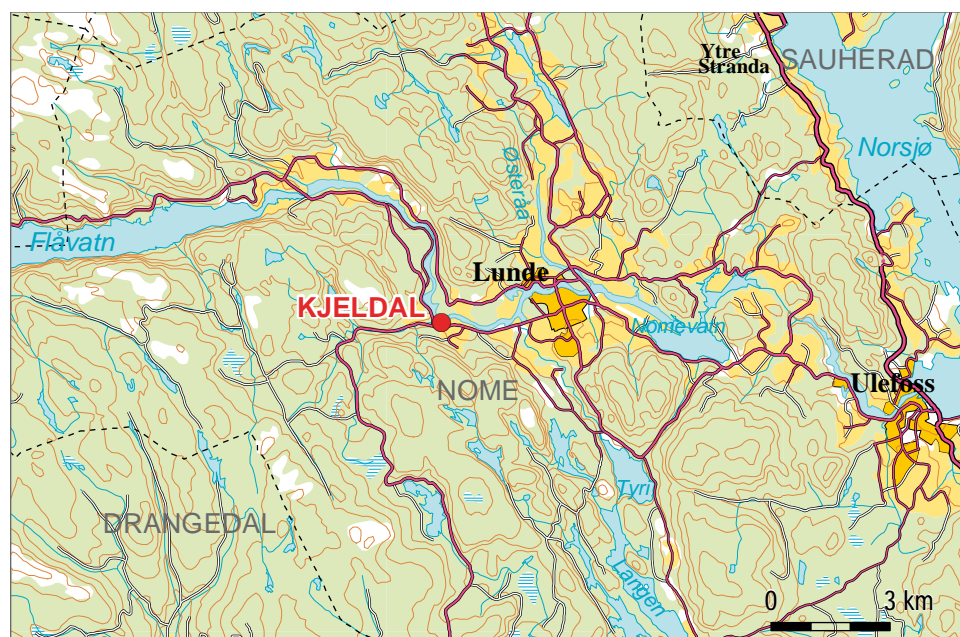 Ytre
Stranda
SAUHERAD
Norsjø
Østeråa
Flåvatn
Lunde
KJELDAL
Nomevatn
NOME
Ulefoss
Tyri
DRANGEDAL
Langen
0 3 km